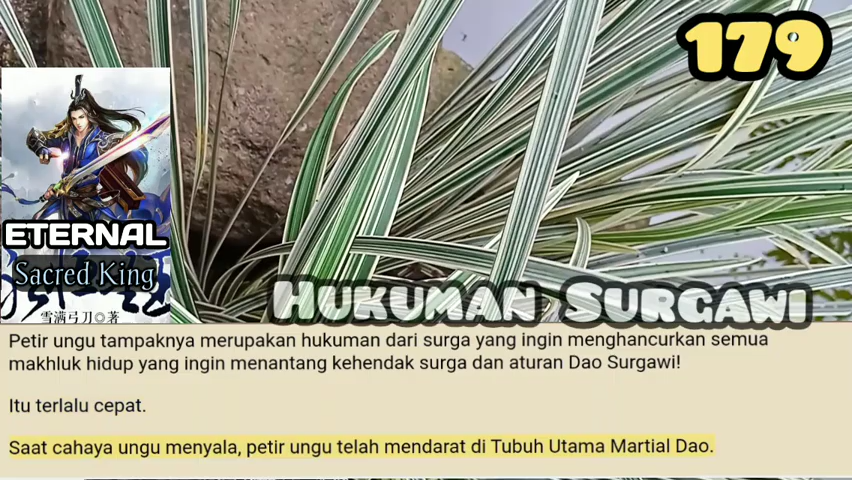 179
ETERNAL
Sacred King
雪满弓刀◎著
HUKUMAN SURGAWI
Petir ungu tampaknya merupakan hukuman dari surga yang ingin menghancurkan semua
makhluk hidup yang ingin menantang kehendak surga dan aturan Dao Surgawi!
Itu terlalu cepat.
Saat cahaya ungu menyala, petir ungu telah mendarat di Tubuh Utama Martial Dao.